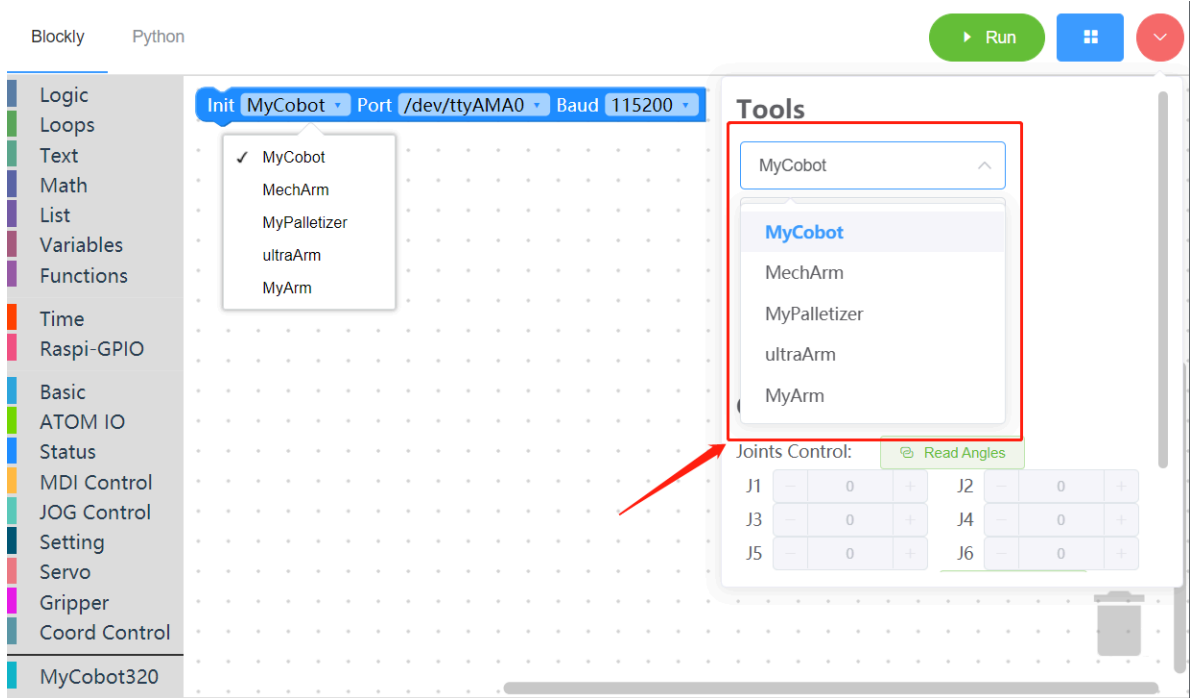 Blockly Python Run
Logic
Loops
Text
Math
List
Variables
Functions
Time
Raspi-GPIO
Basic
ATOM IO
Status
MDI Control
JOG Control
Setting
Servo
Gripper
Coord Control
MyCobot320
Init MyCobot Port /dev/ttyAMA0 Baud 115200
✓ MyCobot
MechArm
MyPalletizer
ultraArm
MyArm
Tools
MyCobot
MyCobot
MechArm
MyPalletizer
ultraArm
MyArm
Joints Control: Read Angles
J1 − 0 + J2 − 0 +
J3 − 0 + J4 − 0 +
J5 − 0 + J6 − 0 +